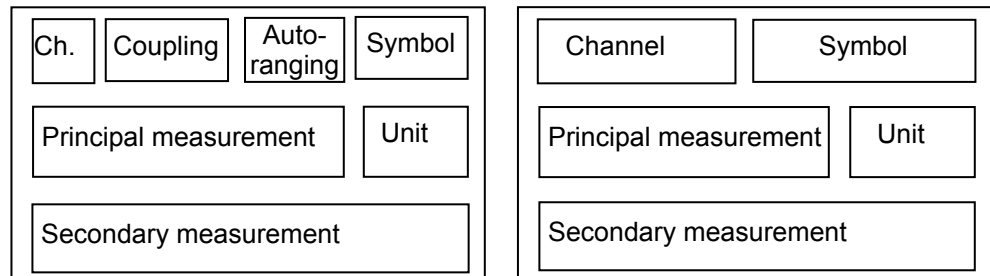 Ch.
Coupling
Auto-
ranging
Symbol
Principal measurement
Unit
Secondary measurement
Channel
Symbol
Principal measurement
Unit
Secondary measurement